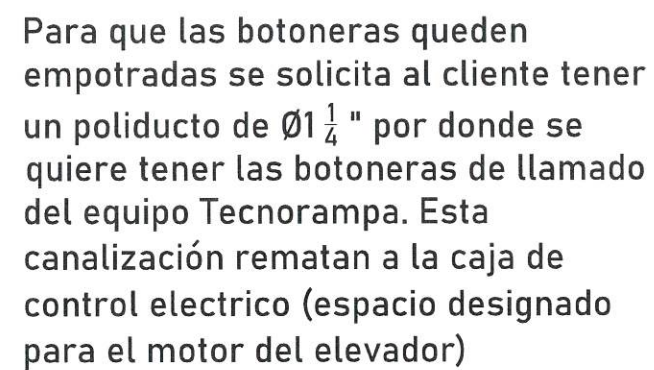 Para que las botoneras queden
empotradas se solicita al cliente tener
un poliducto de Ø1 1/4 " por donde se
quiere tener las botoneras de llamado
del equipo Tecnorampa. Esta
canalización rematan a la caja de
control electrico (espacio designado
para el motor del elevador)